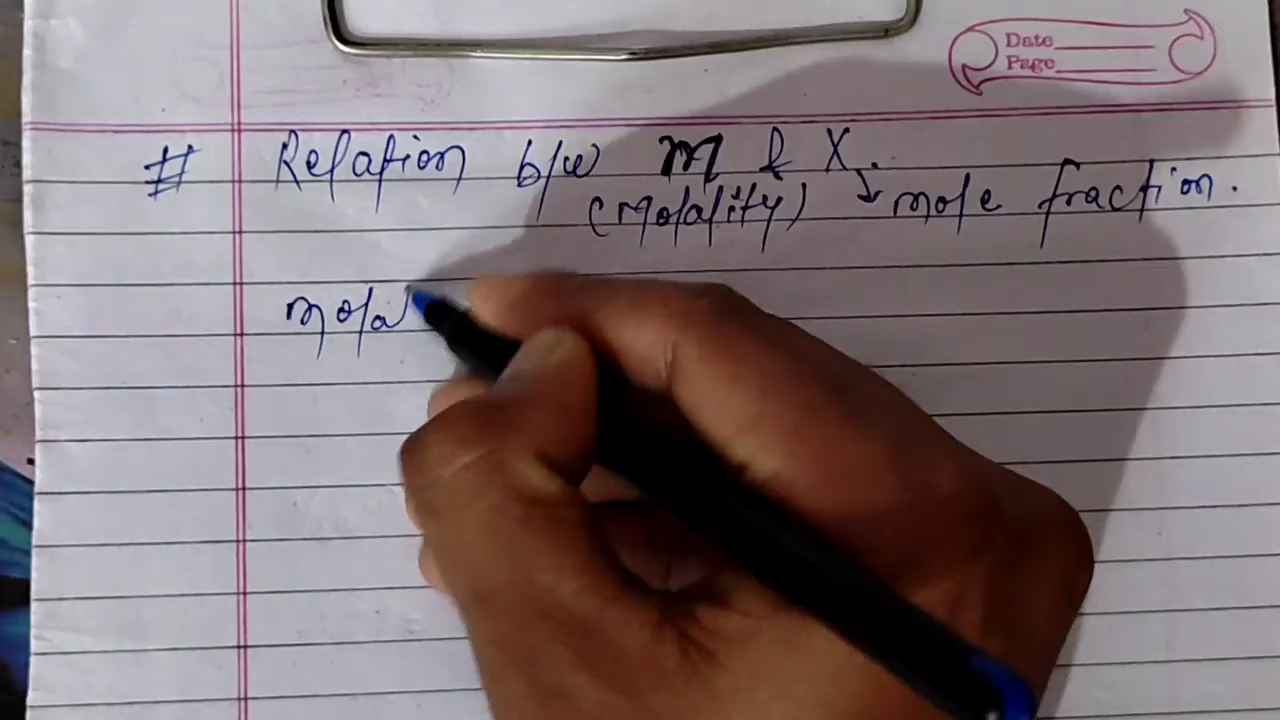 Date
Page
# Relation b/w m & X.
(Molality) ↓ mole fraction.
mola